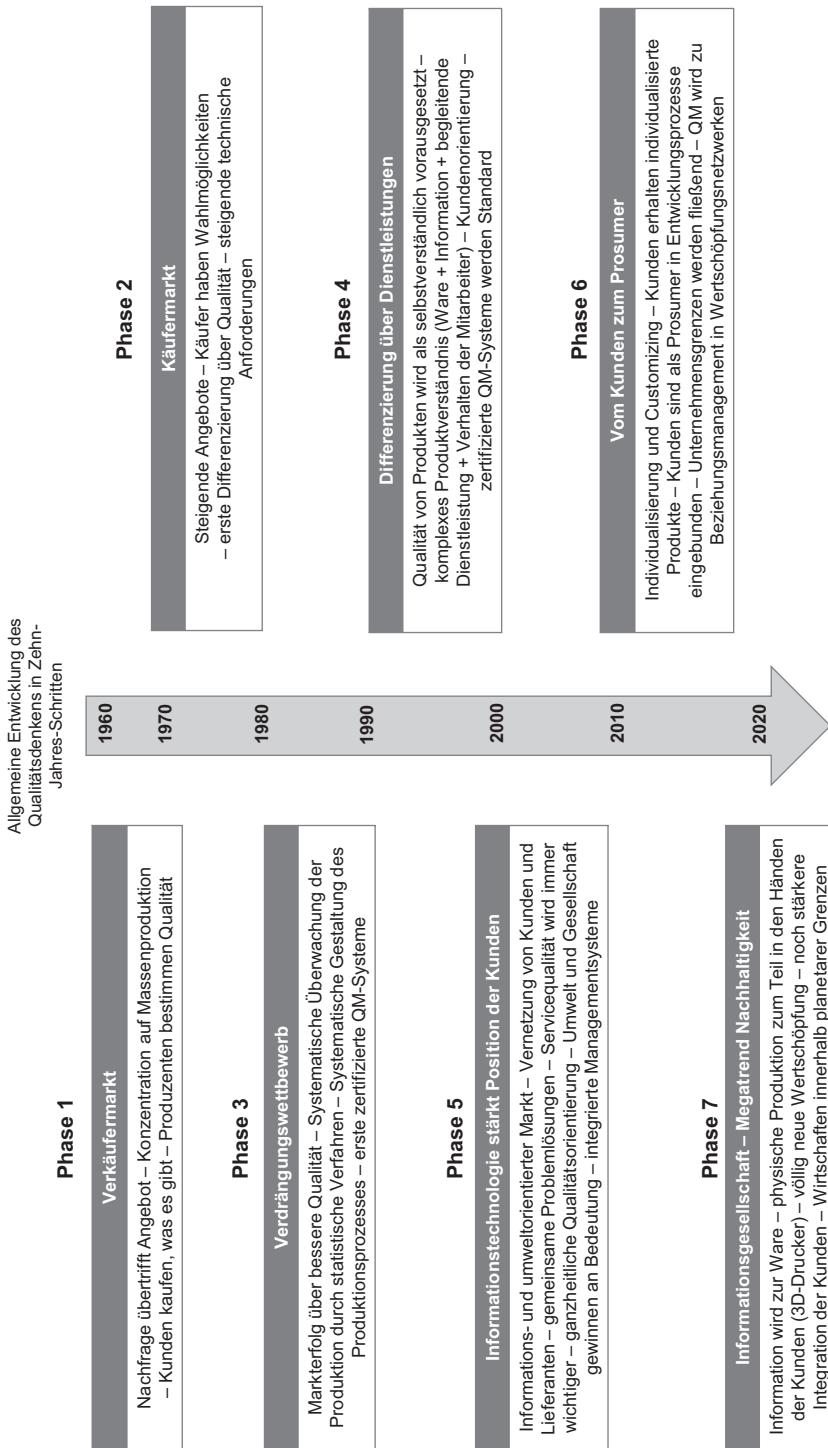 Allgemeine Entwicklung des
Qualitätsdenkens in Zehn-
Jahres-Schritten
Phase 1
Verkäufermarkt
Nachfrage übertrifft Angebot – Konzentration auf Massenproduktion
– Kunden kaufen, was es gibt – Produzenten bestimmen Qualität
1960
1970
Phase 2
Käufermarkt
Steigende Angebote – Käufer haben Wahlmöglichkeiten
– erste Differenzierung über Qualität – steigende technische
Anforderungen
Phase 3
Verdrängungswettbewerb
Markterfolg über bessere Qualität – Systematische Überwachung der
Produktion durch statistische Verfahren – Systematische Gestaltung des
Produktionsprozesses – erste zertifizierte QM-Systeme
1980
1990
Phase 4
Differenzierung über Dienstleistungen
Qualität von Produkten wird als selbstverständlich vorausgesetzt –
komplexes Produktverständnis (Ware + Information + begleitende
Dienstleistung + Verhalten der Mitarbeiter) – Kundenorientierung –
zertifizierte QM-Systeme werden Standard
Phase 5
Informationstechnologie stärkt Position der Kunden
Informations- und umweltorientierter Markt – Vernetzung von Kunden und
Lieferanten – gemeinsame Problemlösungen – Servicequalität wird immer
wichtiger – ganzheitliche Qualitätsorientierung – Umwelt und Gesellschaft
gewinnen an Bedeutung – integrierte Managementsysteme
2000
2010
Phase 6
Vom Kunden zum Prosumer
Individualisierung und Customizing – Kunden erhalten individualisierte
Produkte – Kunden sind als Prosumer in Entwicklungsprozesse
eingebunden – Unternehmensgrenzen werden fließend – QM wird zu
Beziehungsmanagement in Wertschöpfungsnetzwerken
Phase 7
Informationsgesellschaft – Megatrend Nachhaltigkeit
Information wird zur Ware – physische Produktion zum Teil in den Händen
der Kunden (3D-Drucker) – völlig neue Wertschöpfung – noch stärkere
Integration der Kunden – Wirtschaften innerhalb planetarer Grenzen
2020